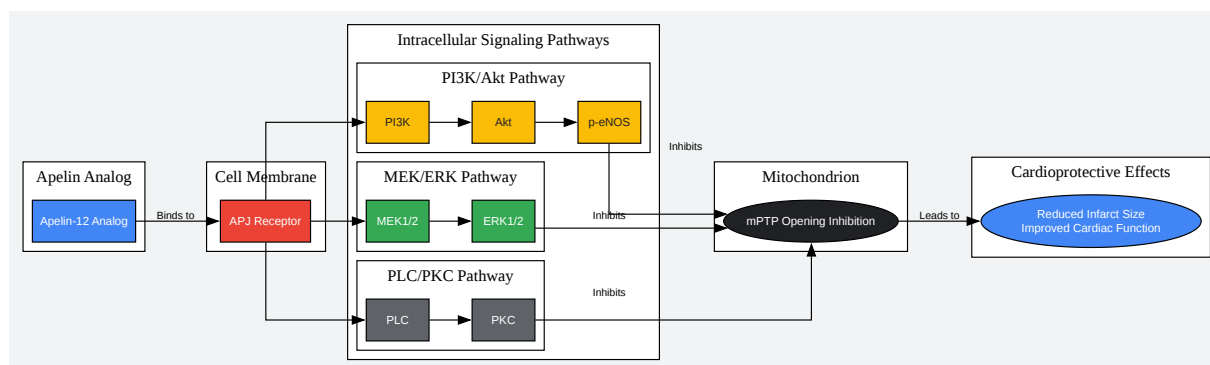 Intracellular Signaling Pathways
PI3K/Akt Pathway
PI3K
Akt
p-eNOS
Inhibits
Apelin Analog
Apelin-12 Analog
Binds to
Cell Membrane
APJ Receptor
MEK/ERK Pathway
MEK1/2
ERK1/2
Inhibits
Mitochondrion
mPTP Opening Inhibition
Leads to
Cardioprotective Effects
Reduced Infarct Size
Improved Cardiac Function
PLC/PKC Pathway
PLC
PKC
Inhibits